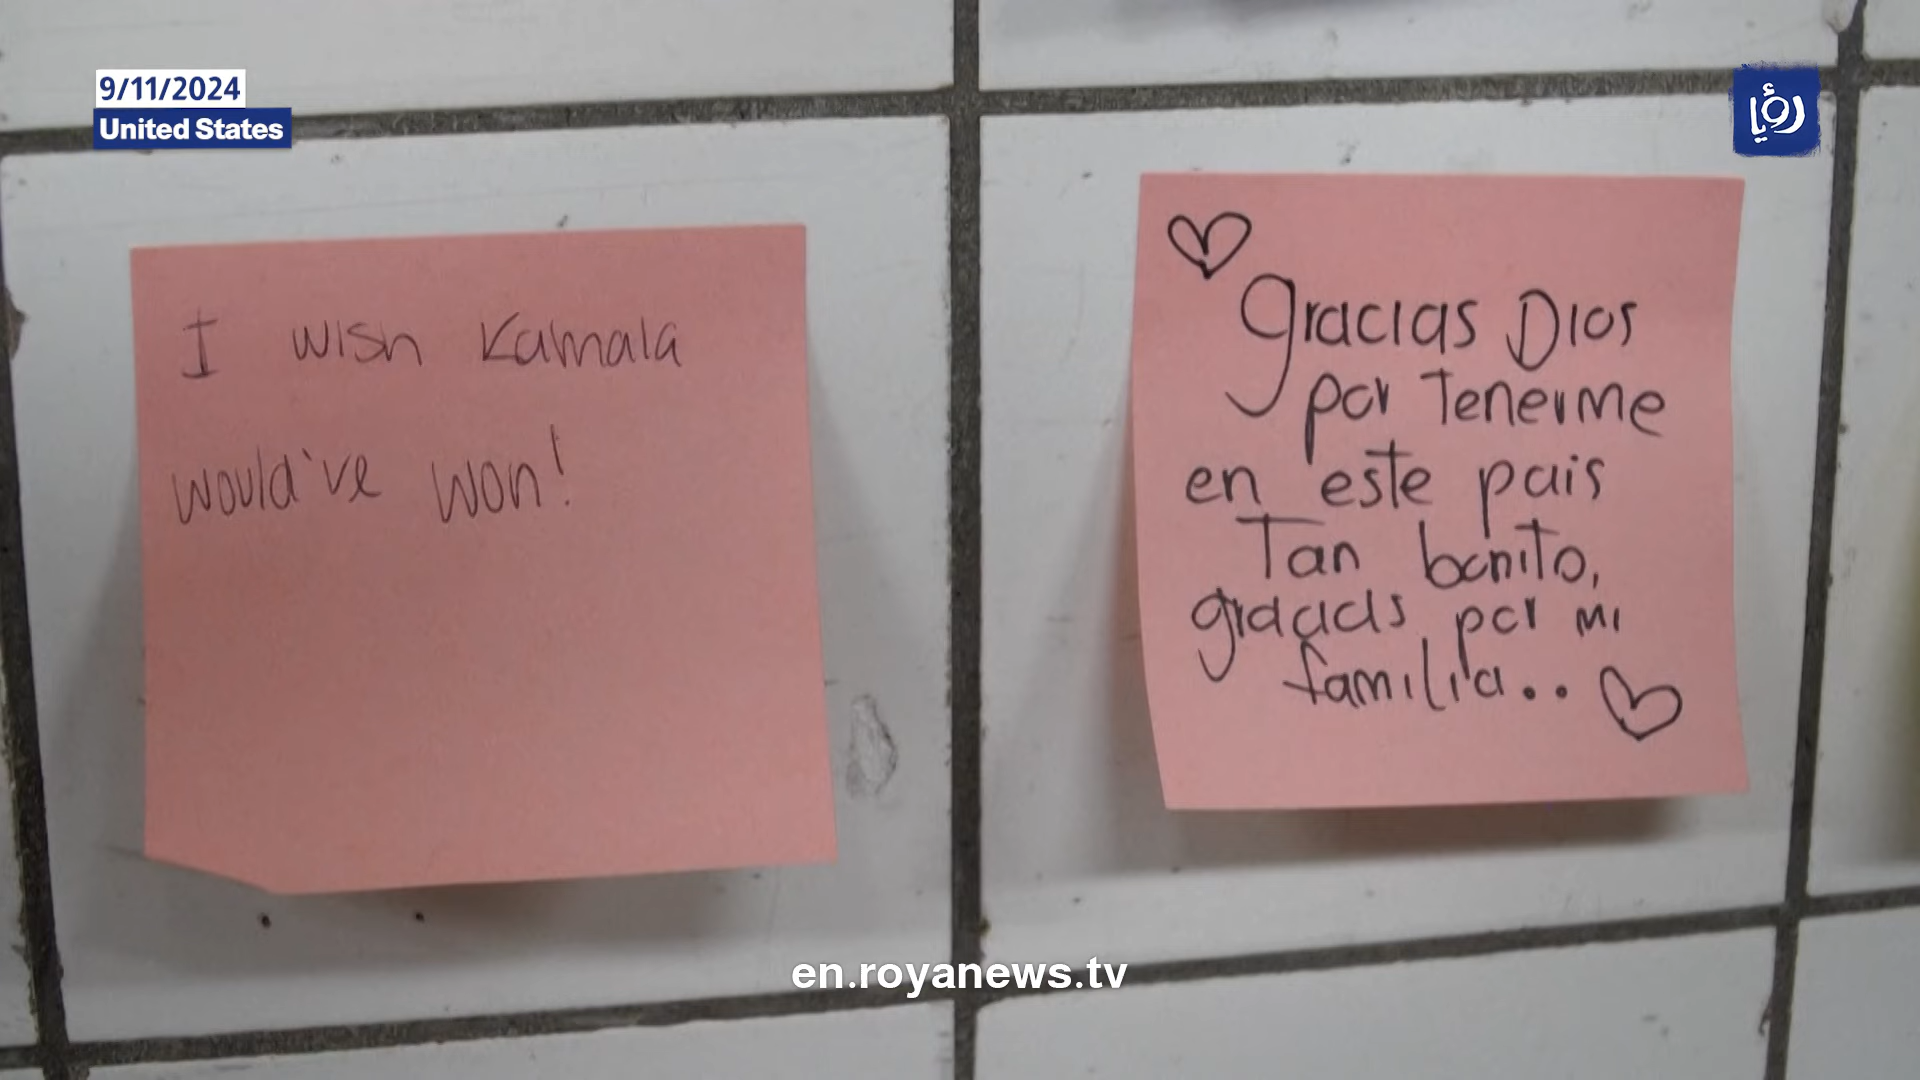 9/11/2024
United States
رؤيا
I wish Kamala
would've won!
Gracias Dios
por Tenerme
en este pais
Tan bonito,
gracias por mi
familia..
en.royanews.tv